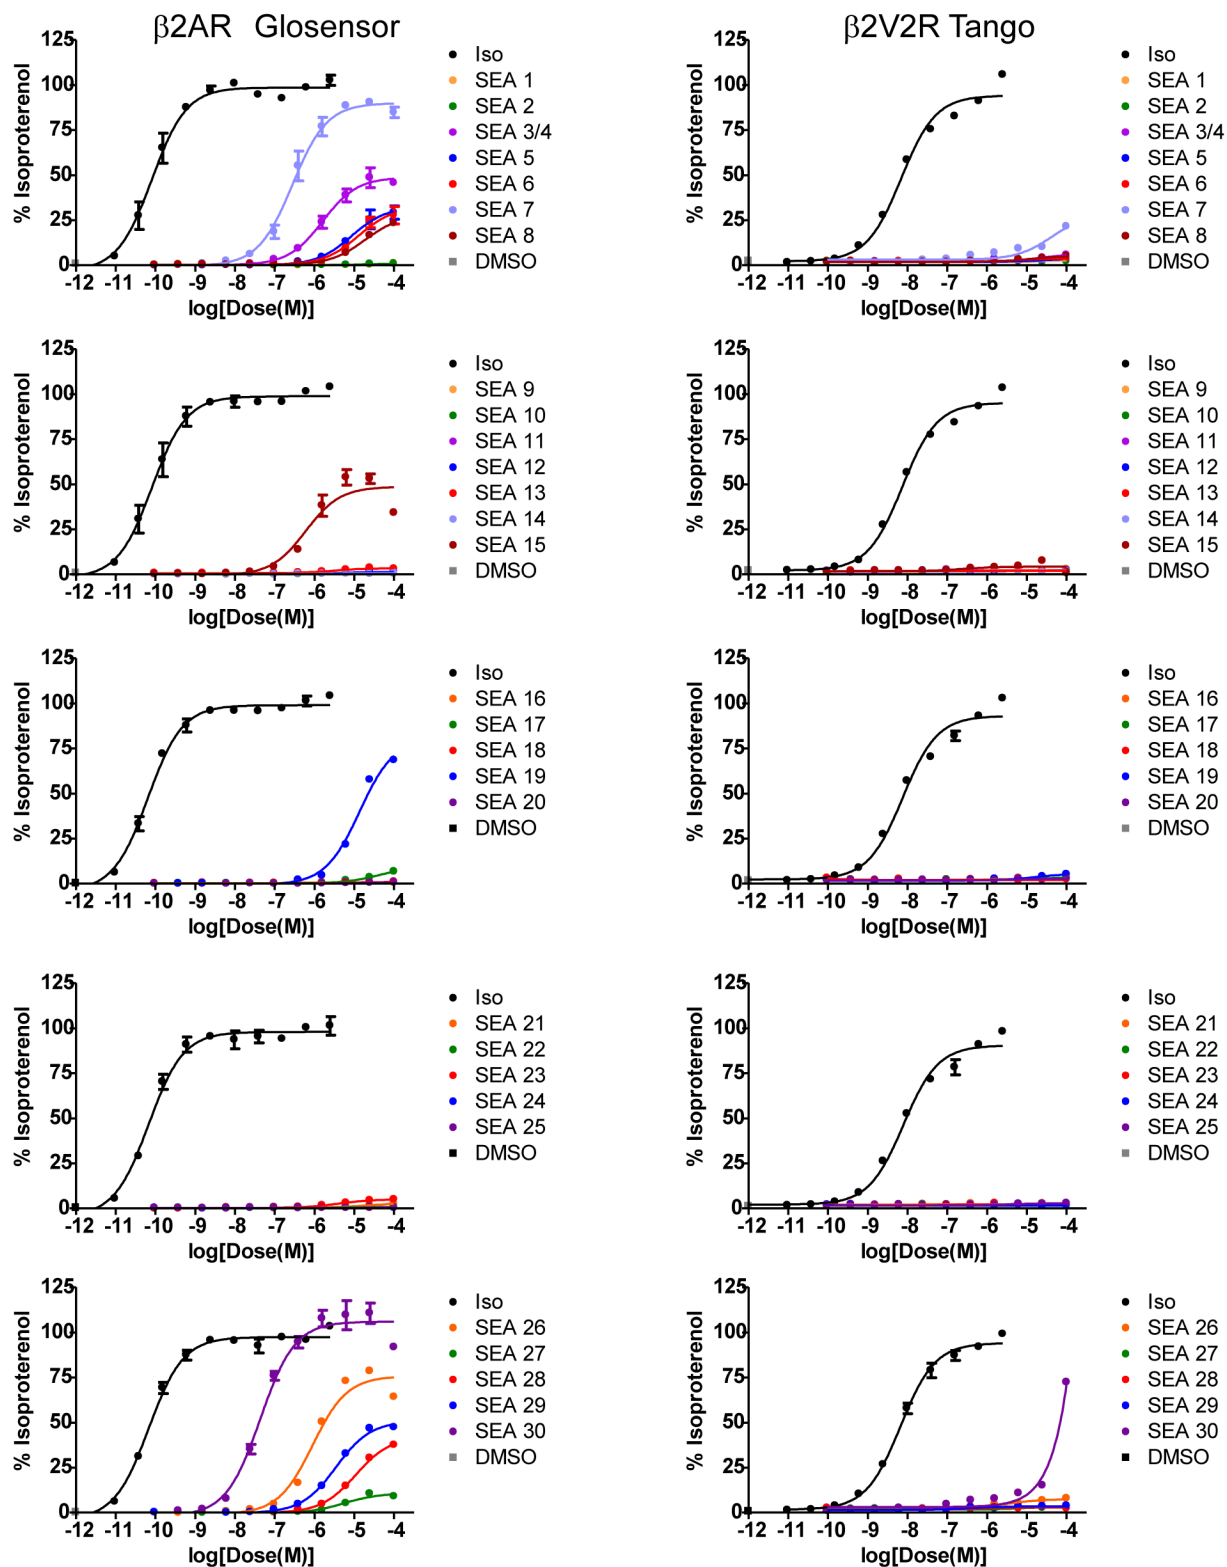 β2AR Glosensor
β2V2R Tango
% Isoproterenol
125
100
75
50
25
0
-12 -11 -10 -9 -8 -7 -6 -5 -4
log[Dose(M)]
Iso
SEA 1
SEA 2
SEA 3/4
SEA 5
SEA 6
SEA 7
SEA 8
DMSO
% Isoproterenol
125
100
75
50
25
0
-12 -11 -10 -9 -8 -7 -6 -5 -4
log[Dose(M)]
Iso
SEA 1
SEA 2
SEA 3/4
SEA 5
SEA 6
SEA 7
SEA 8
DMSO
% Isoproterenol
125
100
75
50
25
0
-12 -11 -10 -9 -8 -7 -6 -5 -4
log[Dose(M)]
Iso
SEA 9
SEA 10
SEA 11
SEA 12
SEA 13
SEA 14
SEA 15
DMSO
% Isoproterenol
125
100
75
50
25
0
-12 -11 -10 -9 -8 -7 -6 -5 -4
log[Dose(M)]
Iso
SEA 9
SEA 10
SEA 11
SEA 12
SEA 13
SEA 14
SEA 15
DMSO
% Isoproterenol
125
100
75
50
25
0
-12 -11 -10 -9 -8 -7 -6 -5 -4
log[Dose(M)]
Iso
SEA 16
SEA 17
SEA 18
SEA 19
SEA 20
DMSO
% Isoproterenol
125
100
75
50
25
0
-12 -11 -10 -9 -8 -7 -6 -5 -4
log[Dose(M)]
Iso
SEA 16
SEA 17
SEA 18
SEA 19
SEA 20
DMSO
% Isoproterenol
125
100
75
50
25
0
-12 -11 -10 -9 -8 -7 -6 -5 -4
log[Dose(M)]
Iso
SEA 21
SEA 22
SEA 23
SEA 24
SEA 25
DMSO
% Isoproterenol
125
100
75
50
25
0
-12 -11 -10 -9 -8 -7 -6 -5 -4
log[Dose(M)]
Iso
SEA 21
SEA 22
SEA 23
SEA 24
SEA 25
DMSO
% Isoproterenol
125
100
75
50
25
0
-12 -11 -10 -9 -8 -7 -6 -5 -4
log[Dose(M)]
Iso
SEA 26
SEA 27
SEA 28
SEA 29
SEA 30
DMSO
% Isoproterenol
125
100
75
50
25
0
-12 -11 -10 -9 -8 -7 -6 -5 -4
log[Dose(M)]
Iso
SEA 26
SEA 27
SEA 28
SEA 29
SEA 30
DMSO